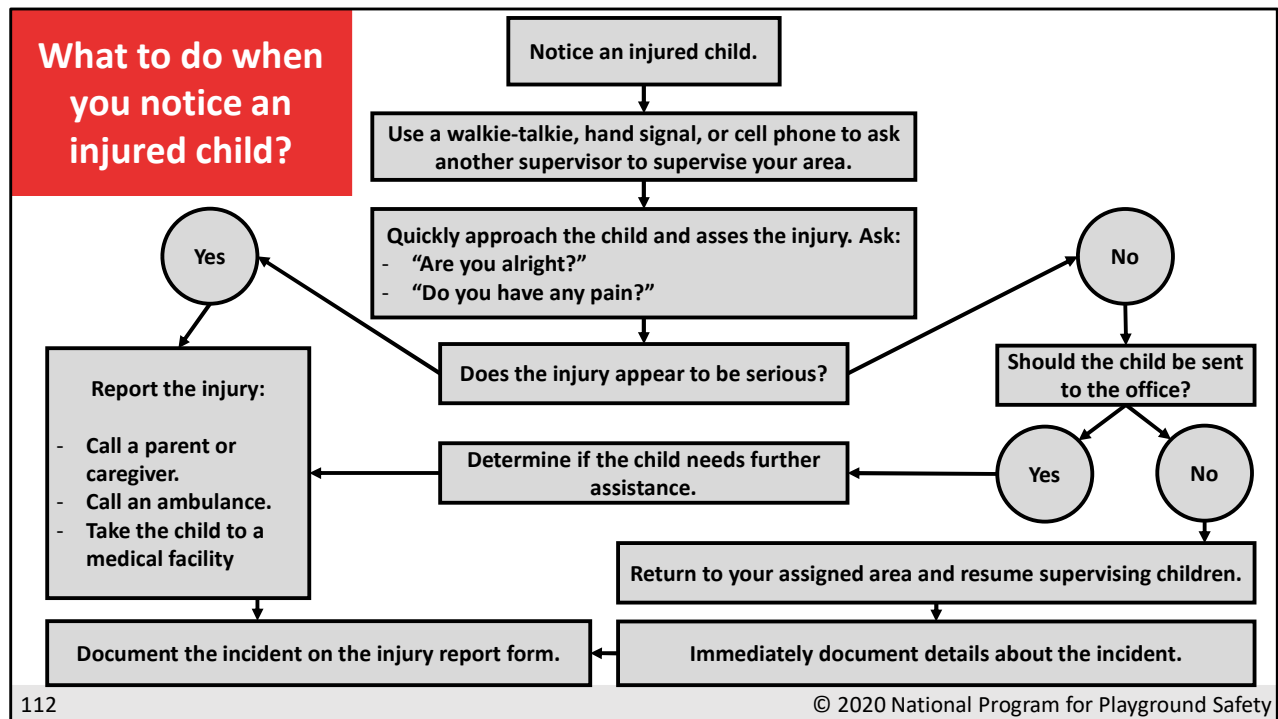 What to do when
you notice an
injured child?
Notice an injured child.
Use a walkie-talkie, hand signal, or cell phone to ask
another supervisor to supervise your area.
Quickly approach the child and asses the injury. Ask:
- “Are you alright?”
- “Do you have any pain?”
Yes
No
Does the injury appear to be serious?
Should the child be sent
to the office?
Report the injury:
- Call a parent or
caregiver.
- Call an ambulance.
- Take the child to a
medical facility
Determine if the child needs further
assistance.
Yes
No
Return to your assigned area and resume supervising children.
Document the incident on the injury report form.
Immediately document details about the incident.
112
© 2020 National Program for Playground Safety